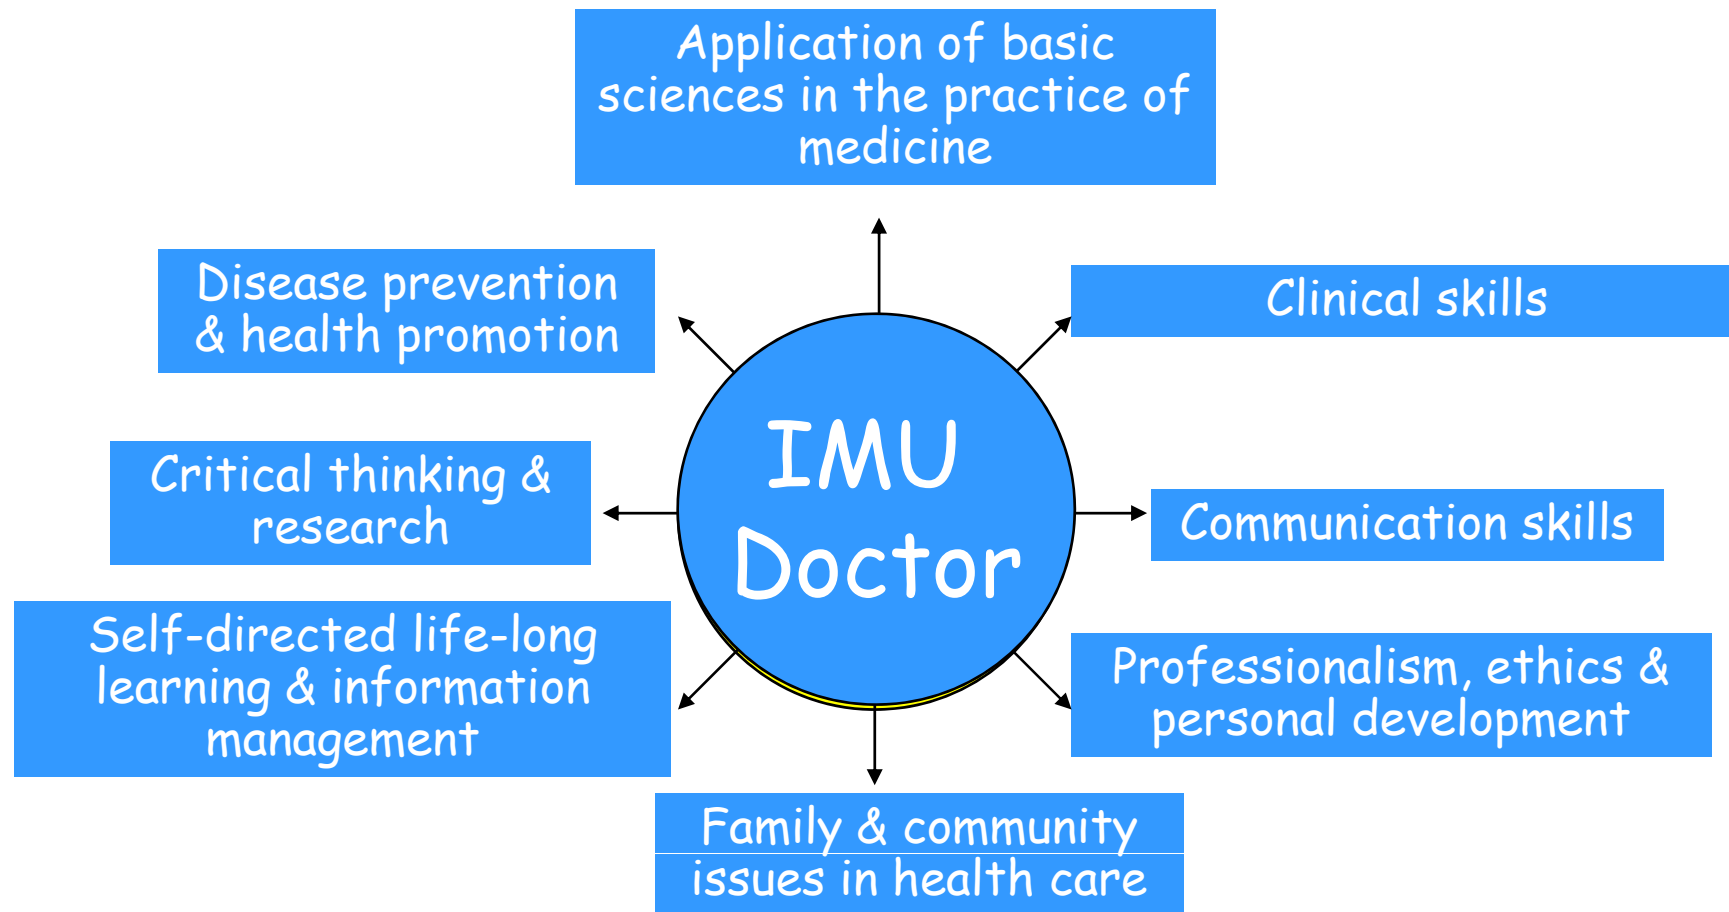 Application of basic
sciences in the practice of
medicine
Disease prevention
& health promotion
Clinical skills
Critical thinking &
research
IMU
Doctor
Communication skills
Self-directed life-long
learning & information
management
Professionalism, ethics &
personal development
Family & community
issues in health care